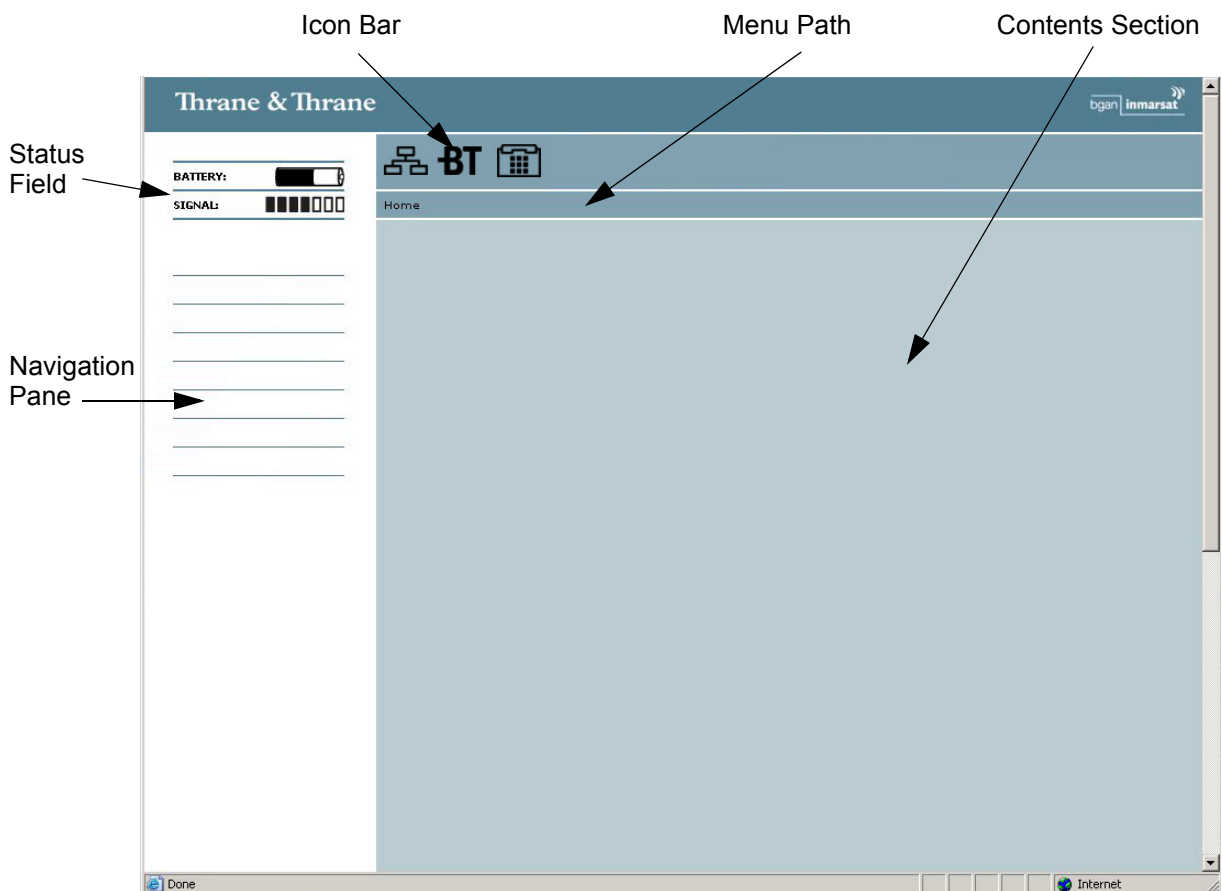 Icon Bar
Menu Path
Contents Section
Thrane & Thrane
bgan inmarsat
Status
Field
BATTERY:
BT
SIGNAL:
Home
Navigation
Pane
Done
Internet